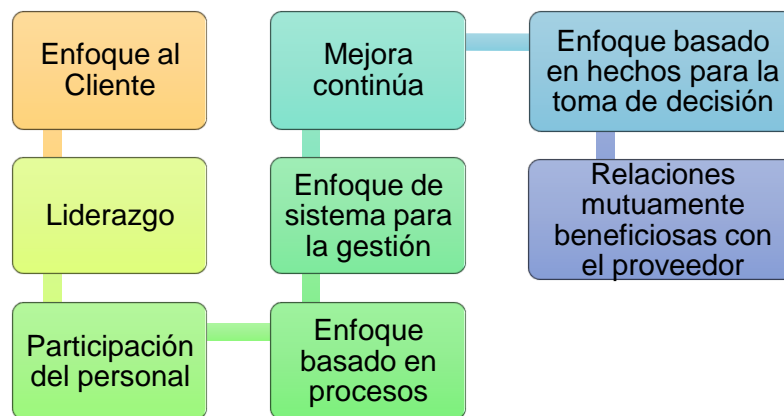 Enfoque al
Cliente
Liderazgo
Participación
del personal
Enfoque
basado en
procesos
Enfoque de
sistema para
la gestión
Mejora
continúa
Enfoque basado
en hechos para la
toma de decisión
Relaciones
mutuamente
beneficiosas con
el proveedor